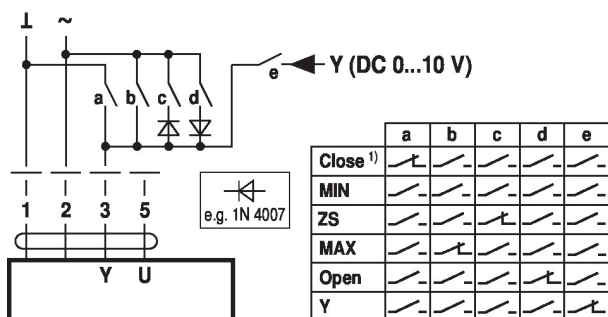 ⊥ ~
a b c d e Y (DC 0...10 V)
1 2 3 5
Y U
e.g. 1N 4007
a b c d e
Close 1)
MIN
ZS
MAX
Open
Y